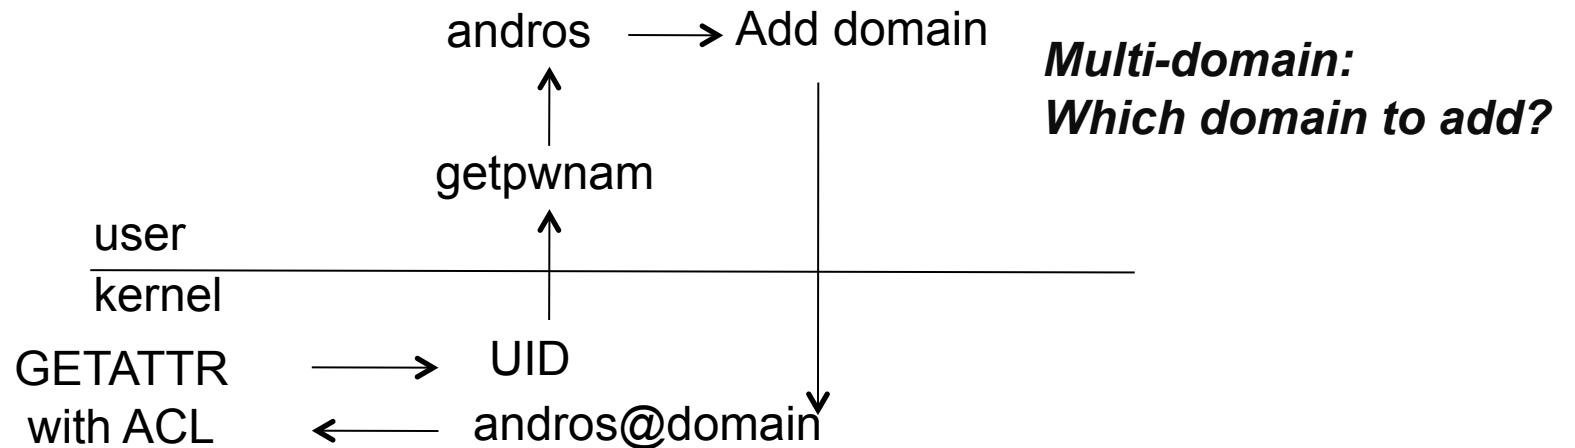 andros
Add domain
Multi-domain:
Which domain to add?
getpwnam
user
kernel
GETATTR
UID
with ACL
andros@domain